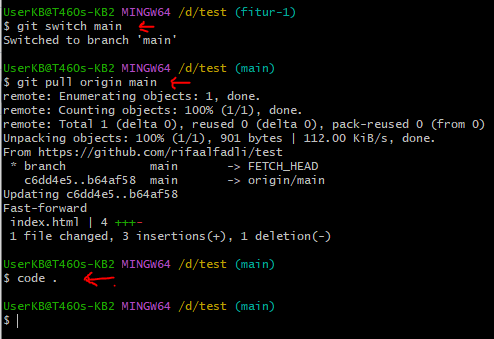 UserKB@T460s-KB2 MINGW64 /d/test (fitur-1)
$ git switch main
Switched to branch 'main'
UserKB@T460s-KB2 MINGW64 /d/test (main)
$ git pull origin main
remote: Enumerating objects: 1, done.
remote: Counting objects: 100% (1/1), done.
remote: Total 1 (delta 0), reused 0 (delta 0), pack-reused 0 (from 0)
Unpacking objects: 100% (1/1), 901 bytes | 112.00 KiB/s, done.
From https://github.com/rifaalfadli/test
 * branch            main       -> FETCH_HEAD
   c6dd4e5..b64af58  main       -> origin/main
Updating c6dd4e5..b64af58
Fast-forward
 index.html | 4 +++-
 1 file changed, 3 insertions(+), 1 deletion(-)
UserKB@T460s-KB2 MINGW64 /d/test (main)
$ code .
UserKB@T460s-KB2 MINGW64 /d/test (main)
$